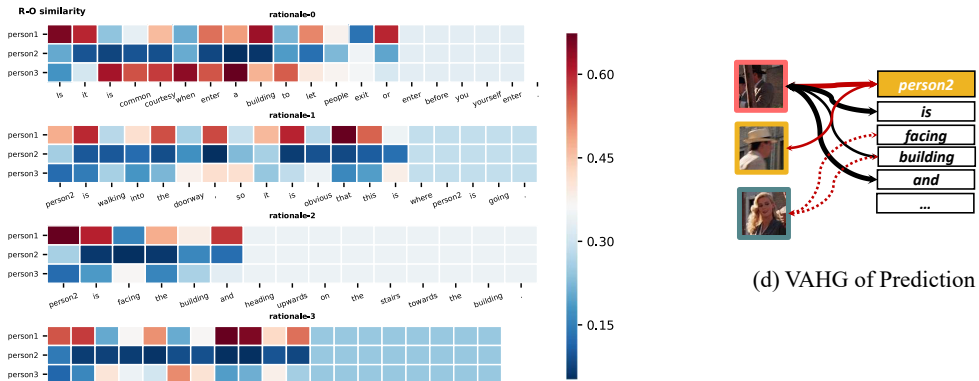 R-O similarity
rationale-0
person1
person2
person3
Is it is common courtesy when enter a building to let people exit or enter before you yourself enter .
rationale-1
person1
person2
person3
person2 is walking into the doorway , so it is obvious that this is where person2 is going .
rationale-2
person1
person2
person3
person2 is facing the building and heading upwards on the stairs towards the building .
rationale-3
person1
person2
person3
0.60
0.45
0.30
0.15
person2
is
facing
building
and
...
(d) VAHG of Prediction